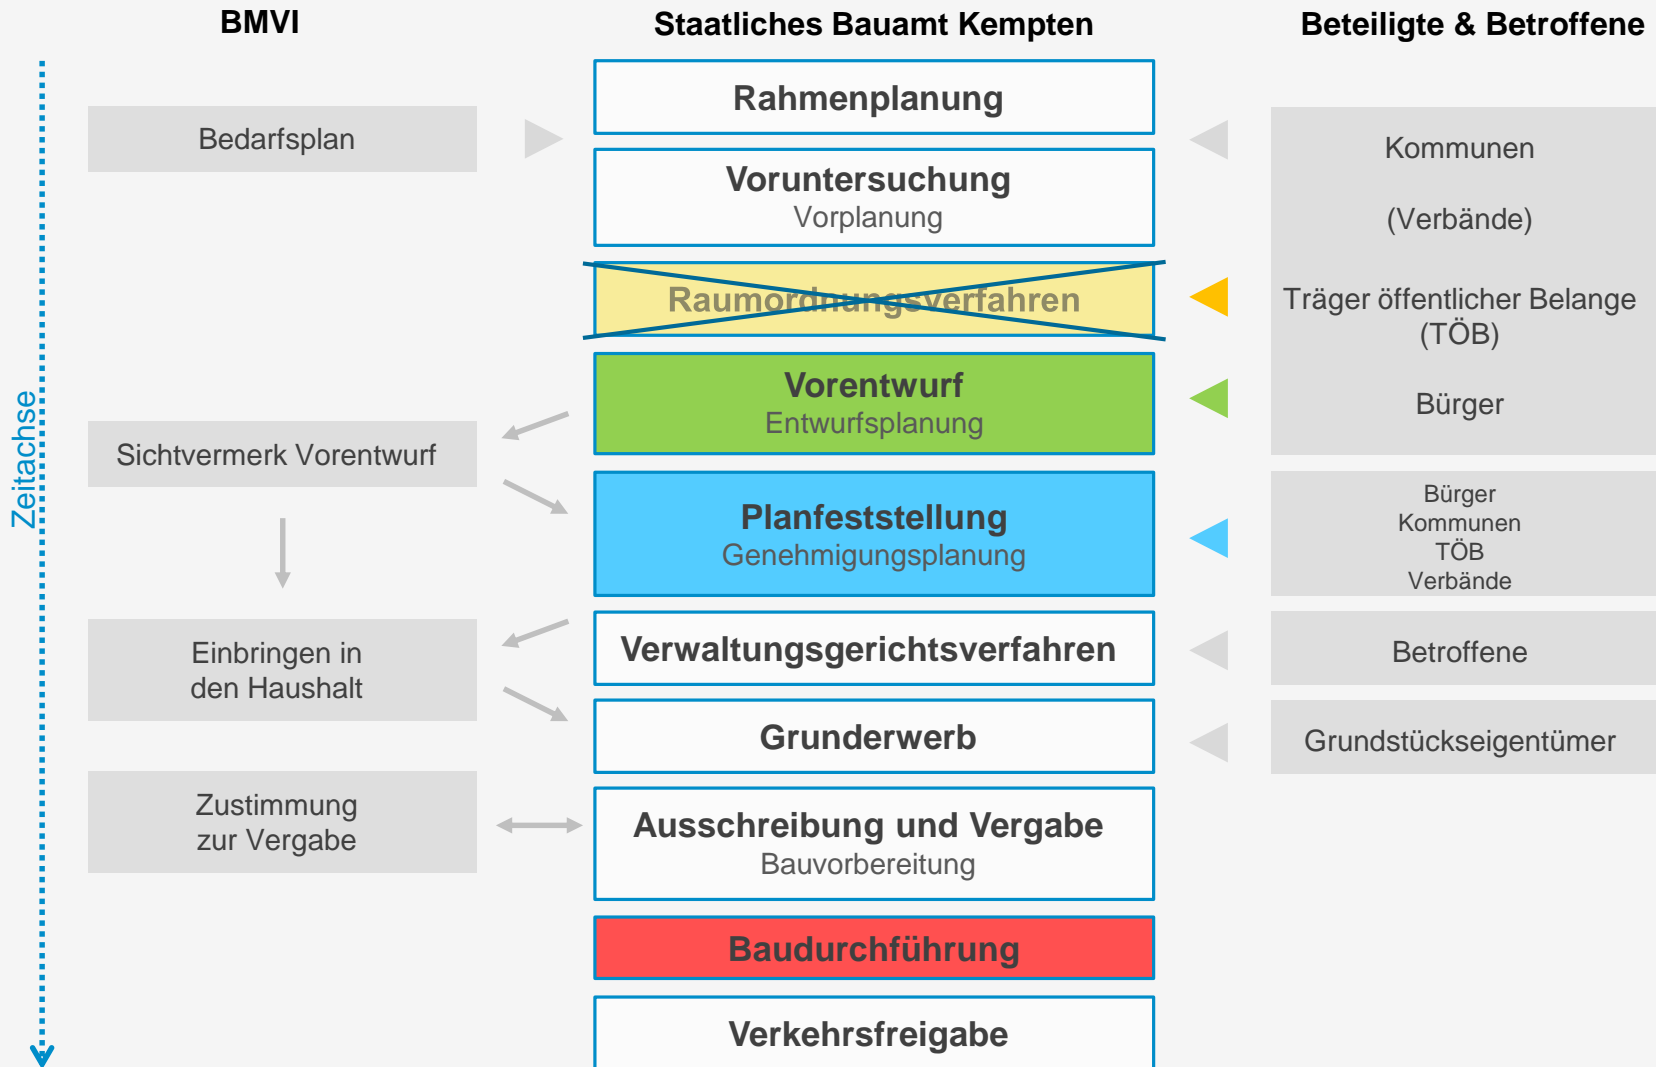 BMVI
Staatliches Bauamt Kempten
Beteiligte & Betroffene
Zeitachse
Bedarfsplan
Sichtvermerk Vorentwurf
Einbringen in
den Haushalt
Zustimmung
zur Vergabe
Rahmenplanung
Voruntersuchung
Vorplanung
Raumordnungsverfahren
Vorentwurf
Entwurfsplanung
Planfeststellung
Genehmigungsplanung
Verwaltungsgerichtsverfahren
Grunderwerb
Ausschreibung und Vergabe
Bauvorbereitung
Baudurchführung
Verkehrsfreigabe
Kommunen
(Verbände)
Träger öffentlicher Belange
(TÖB)
Bürger
Bürger
Kommunen
TÖB
Verbände
Betroffene
Grundstückseigentümer